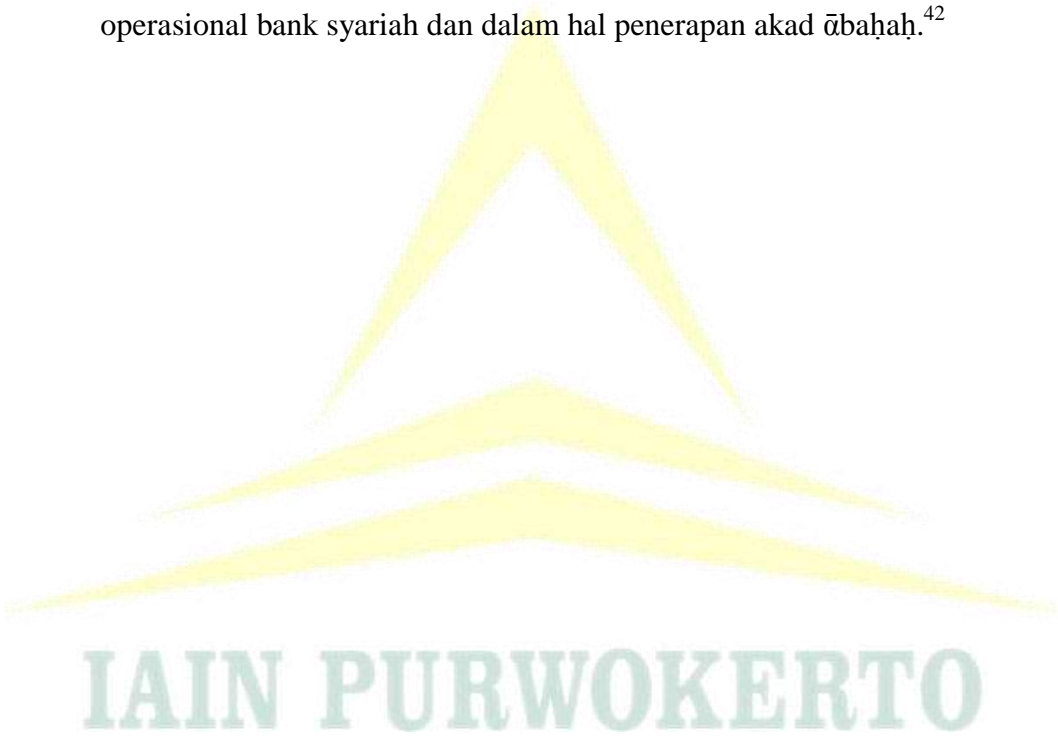 operasional bank syariah dan dalam hal penerapan akad ᾱbaḥaḥ.⁴²
IAIN PURWOKERTO